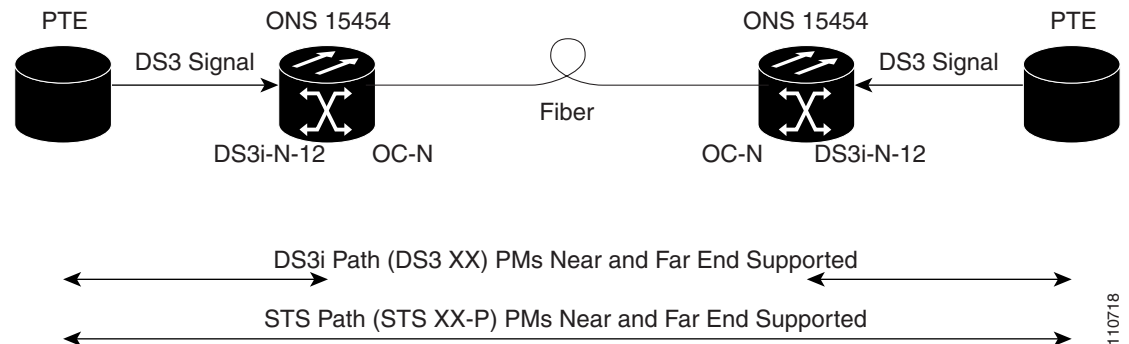 PTE
ONS 15454
ONS 15454
PTE
DS3 Signal
DS3 Signal
Fiber
DS3i-N-12
OC-N
OC-N
DS3i-N-12
DS3i Path (DS3 XX) PMs Near and Far End Supported
STS Path (STS XX-P) PMs Near and Far End Supported
110718